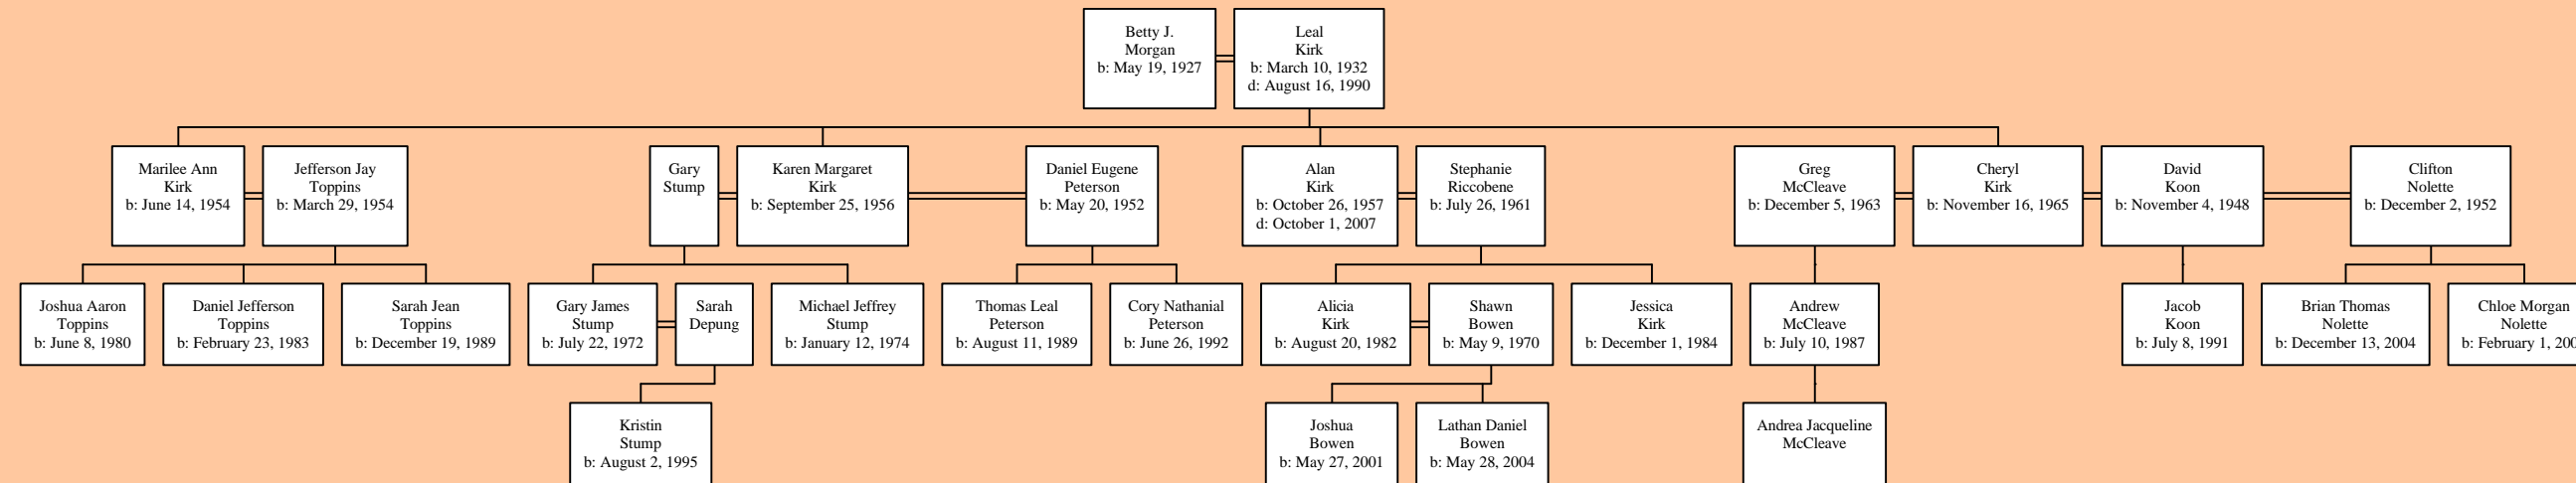 Betty J.
Morgan
b: May 19, 1927
Leal
Kirk
b: March 10, 1932
d: August 16, 1990
Marilee Ann
Kirk
b: June 14, 1954
Jefferson Jay
Toppins
b: March 29, 1954
Gary
Stump
Karen Margaret
Kirk
b: September 25, 1956
Daniel Eugene
Peterson
b: May 20, 1952
Alan
Kirk
b: October 26, 1957
d: October 1, 2007
Stephanie
Riccobene
b: July 26, 1961
Greg
McCleave
b: December 5, 1963
Cheryl
Kirk
b: November 16, 1965
David
Koon
b: November 4, 1948
Clifton
Nolette
b: December 2, 1952
Joshua Aaron
Toppins
b: June 8, 1980
Daniel Jefferson
Toppins
b: February 23, 1983
Sarah Jean
Toppins
b: December 19, 1989
Gary James
Stump
b: July 22, 1972
Sarah
Depung
Michael Jeffrey
Stump
b: January 12, 1974
Thomas Leal
Peterson
b: August 11, 1989
Cory Nathanial
Peterson
b: June 26, 1992
Alicia
Kirk
b: August 20, 1982
Shawn
Bowen
b: May 9, 1970
Jessica
Kirk
b: December 1, 1984
Andrew
McCleave
b: July 10, 1987
Jacob
Koon
b: July 8, 1991
Brian Thomas
Nolette
b: December 13, 2004
Chloe Morgan
Nolette
b: February 1,
Kristin
Stump
b: August 2, 1995
Joshua
Bowen
b: May 27, 2001
Lathan Daniel
Bowen
b: May 28, 2004
Andrea Jacqueline
McCleave